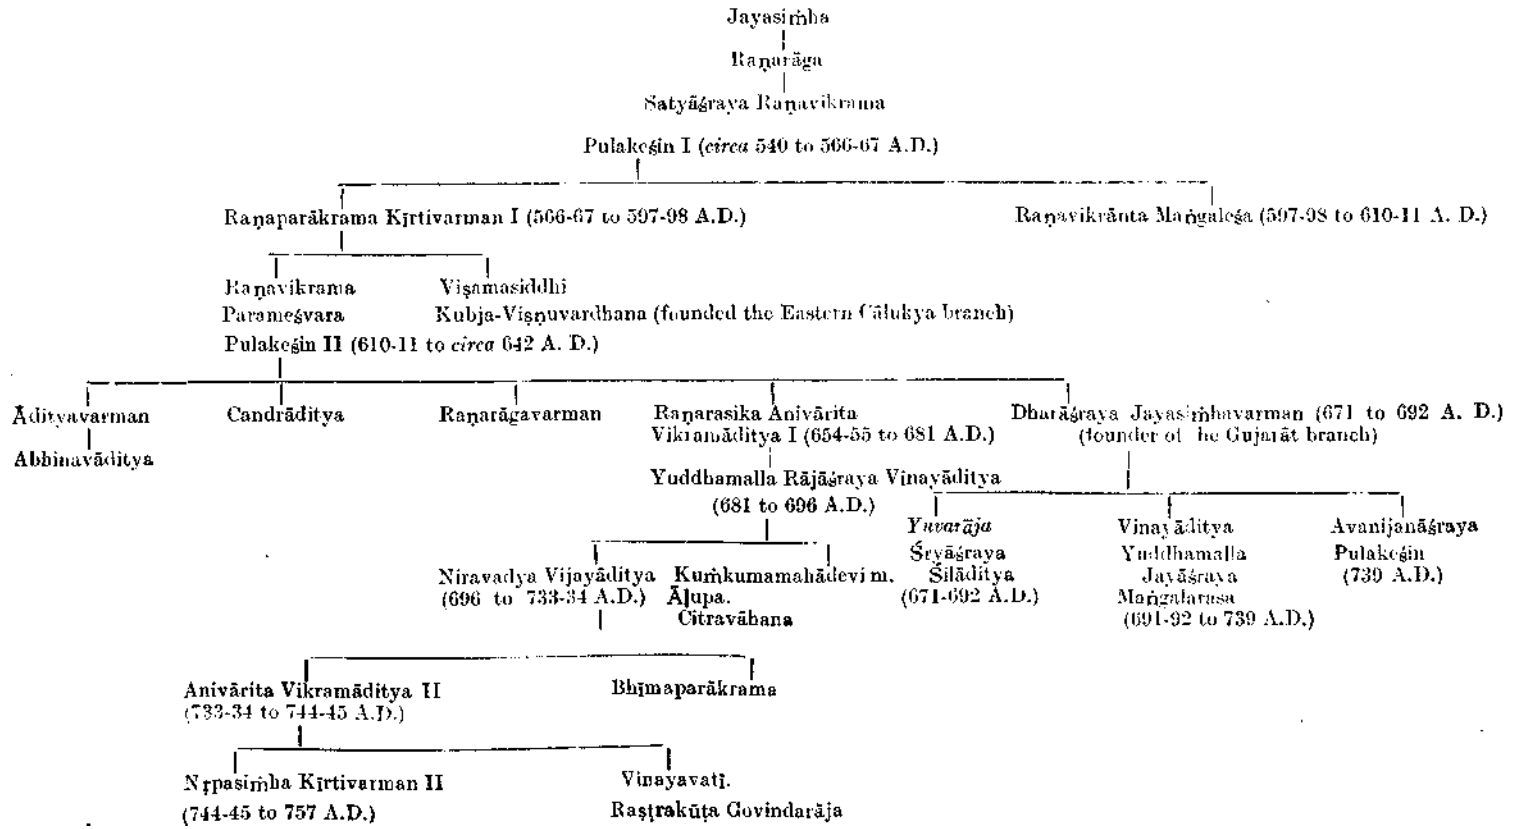 Jayasiṁha
Raṇarāga
Satyāśraya Raṇavikrama
Pulakeśin I (circa 540 to 566-67 A.D.)
Raṇaparākrama Kīrtivarman I (566-67 to 597-98 A.D.)
Raṇavikrānta Maṅgaleśa (597-98 to 610-11 A. D.)
Raṇavikrama
Parameśvara
Pulakeśin II (610-11 to circa 642 A. D.)
Viṣamasiddhi
Kubja-Viṣṇuvardhana (founded the Eastern Cālukya branch)
Ādityavarman
Abhinavāditya
Candrāditya
Raṇarāgavarman
Raṇarasika Anivārita
Vikramāditya I (654-55 to 681 A.D.)
Dharāśraya Jayasiṁhavarman (671 to 692 A. D.)
(founder of he Gujarāt branch)
Yuddhamalla Rājāśraya Vinayāditya
(681 to 696 A.D.)
Yuvarāja
Śryāśraya
Śilāditya
(671-692 A.D.)
Vinayāditya
Yuddhamalla
Jayāśraya
Maṅgalarasa
(691-92 to 739 A.D.)
Avanijanāśraya
Pulakeśin
(739 A.D.)
Niravadya Vijayāditya
(696 to 733-34 A.D.)
Kuṁkumamahādevi m.
Āḷupa.
Citravāhana
Anivārita Vikramāditya II
(733-34 to 744-45 A.D.)
Bhīmaparākrama
Nṛpasiṁha Kīrtivarman II
(744-45 to 757 A.D.)
Vinayavatī.
Raṣṭrakūṭa Govindarāja